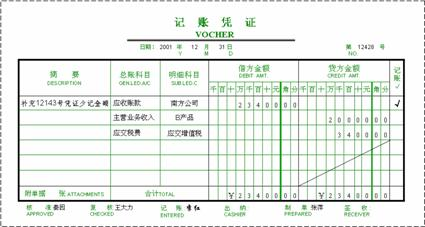 记 账 凭 证
VOCHER
日期: 2001 年 12 月 31 日 第 12428 号
Y M D NO.
摘 要 总账科目 明细科目 借方金额 贷方金额 记账√
DESCRIPTION GEN.LED.A/C SUB.LED-C DEBIT AMT. CREDIT AMT.
千 百 十 万 千 百 十 元 角 分 千 百 十 万 千 百 十 元 角 分
补充12143号凭证少记金额 应收账款 南方公司 2 3 4 0 0 0 0 √
主营业务收入 B产品 2 0 0 0 0 0 0
应交税费 应交增值税 3 4 0 0 0 0
附单据 张 ATTACHMENTS 合计TOTAL ¥ 2 3 4 0 0 0 0 ¥ 2 3 4 0 0 0 0
核 准 秦园 复 核 王大力 记 账 李红 出 纳 制 单 张萍 签 收
APPROVED CHECKED ENTERED CASHIER PREPARED RECEIVER